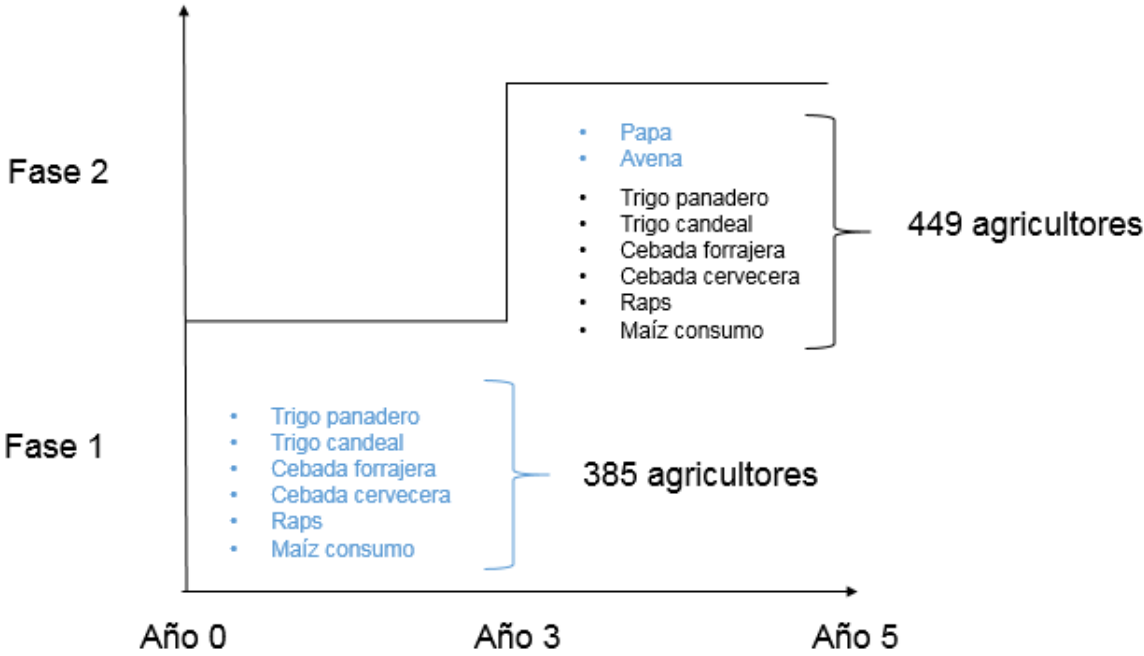 Fase 2
• Papa
• Avena
• Trigo panadero
• Trigo candeal
• Cebada forrajera
• Cebada cervecera
• Raps
• Maíz consumo
449 agricultores
Fase 1
• Trigo panadero
• Trigo candeal
• Cebada forrajera
• Cebada cervecera
• Raps
• Maíz consumo
385 agricultores
Año 0
Año 3
Año 5